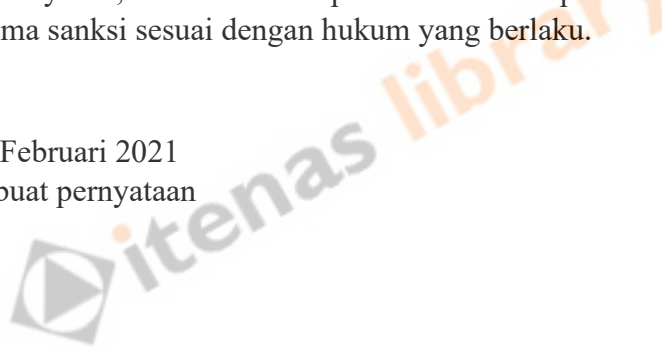 ma sanksi sesuai dengan hukum yang berlaku.
Februari 2021
buat pernyataan
itenas library